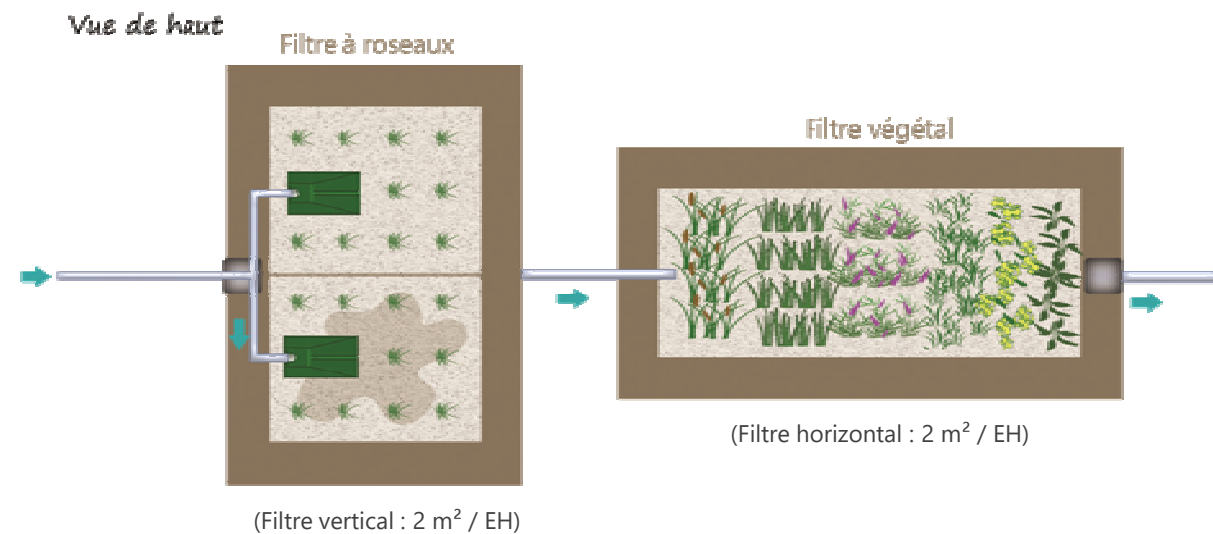 Vue de haut
Filtre à roseaux
Filtre végétal
(Filtre horizontal : 2 m² / EH)
(Filtre vertical : 2 m² / EH)